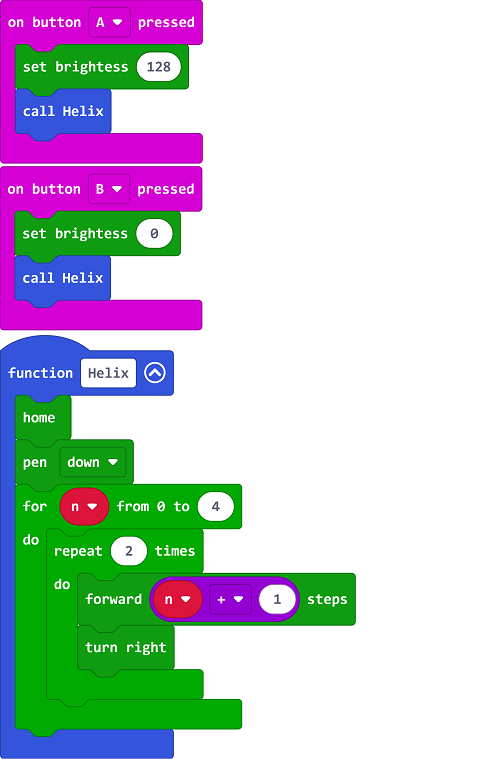 on button A pressed
set brightess 128
call Helix
on button B pressed
set brightess 0
call Helix
function Helix
home
pen down
for n from 0 to 4
do
repeat 2 times
do
forward n + 1 steps
turn right